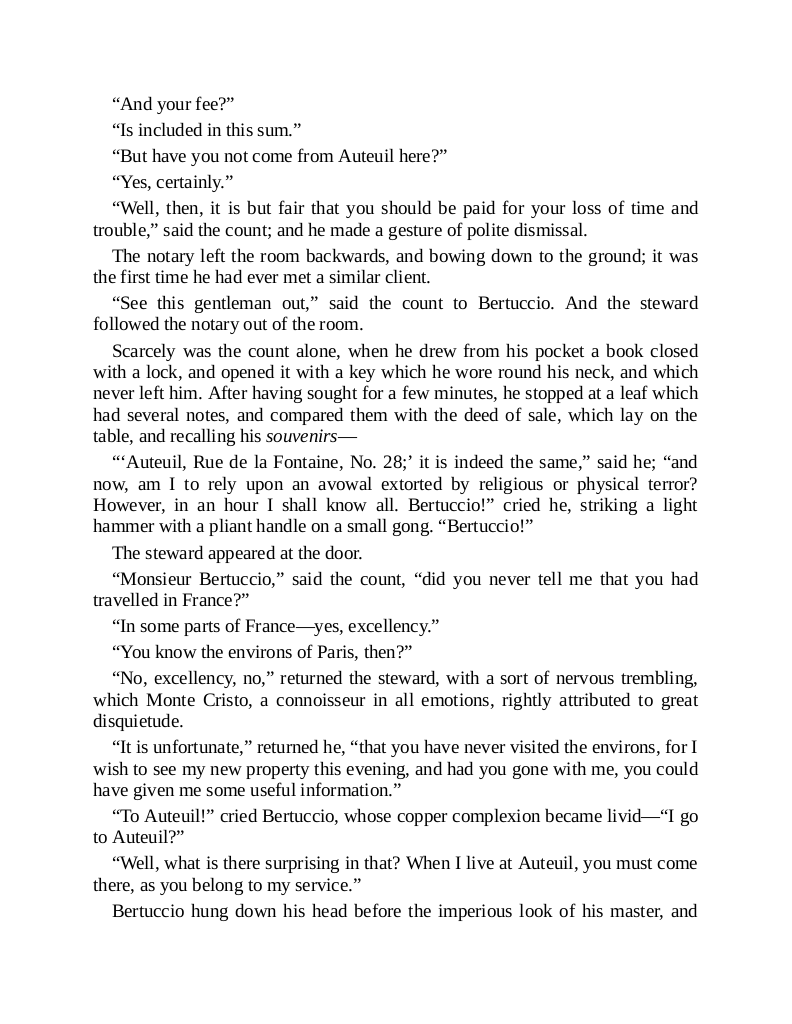 “And your fee?”
“Is included in this sum.”
“But have you not come from Auteuil here?”
“Yes, certainly.”
“Well, then, it is but fair that you should be paid for your loss of time and
trouble,” said the count; and he made a gesture of polite dismissal.
The notary left the room backwards, and bowing down to the ground; it was
the first time he had ever met a similar client.
“See this gentleman out,” said the count to Bertuccio. And the steward
followed the notary out of the room.
Scarcely was the count alone, when he drew from his pocket a book closed
with a lock, and opened it with a key which he wore round his neck, and which
never left him. After having sought for a few minutes, he stopped at a leaf which
had several notes, and compared them with the deed of sale, which lay on the
table, and recalling his souvenirs—
“‘Auteuil, Rue de la Fontaine, No. 28;’ it is indeed the same,” said he; “and
now, am I to rely upon an avowal extorted by religious or physical terror?
However, in an hour I shall know all. Bertuccio!” cried he, striking a light
hammer with a pliant handle on a small gong. “Bertuccio!”
The steward appeared at the door.
“Monsieur Bertuccio,” said the count, “did you never tell me that you had
travelled in France?”
“In some parts of France—yes, excellency.”
“You know the environs of Paris, then?”
“No, excellency, no,” returned the steward, with a sort of nervous trembling,
which Monte Cristo, a connoisseur in all emotions, rightly attributed to great
disquietude.
“It is unfortunate,” returned he, “that you have never visited the environs, for I
wish to see my new property this evening, and had you gone with me, you could
have given me some useful information.”
“To Auteuil!” cried Bertuccio, whose copper complexion became livid—“I go
to Auteuil?”
“Well, what is there surprising in that? When I live at Auteuil, you must come
there, as you belong to my service.”
Bertuccio hung down his head before the imperious look of his master, and